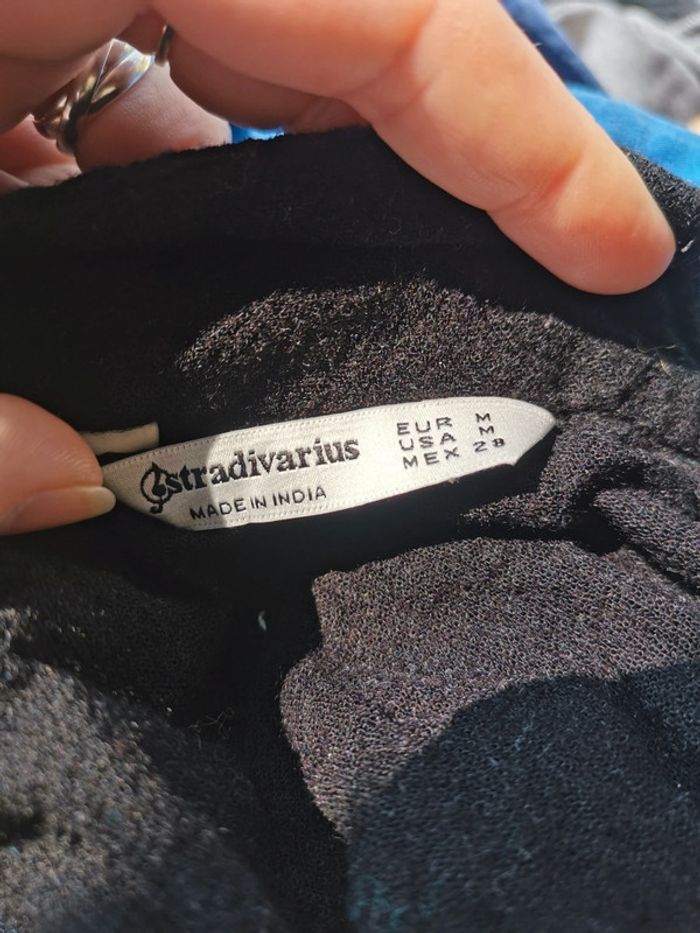 stradivarius
MADE IN INDIA
EUR M
USA M
MEX 28